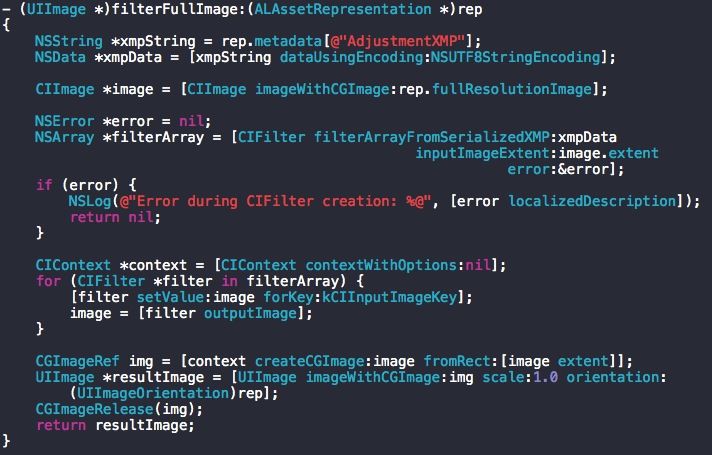 - (UIImage *)filterFullImage:(ALAssetRepresentation *)rep
{
    NSString *xmpString = rep.metadata[@"AdjustmentXMP"];
    NSData *xmpData = [xmpString dataUsingEncoding:NSUTF8StringEncoding];

    CIImage *image = [CIImage imageWithCGImage:rep.fullResolutionImage];

    NSError *error = nil;
    NSArray *filterArray = [CIFilter filterArrayFromSerializedXMP:xmpData
                                                 inputImageExtent:image.extent
                                                            error:&error];
    if (error) {
        NSLog(@"Error during CIFilter creation: %@", [error localizedDescription]);
        return nil;
    }

    CIContext *context = [CIContext contextWithOptions:nil];
    for (CIFilter *filter in filterArray) {
        [filter setValue:image forKey:kCIInputImageKey];
        image = [filter outputImage];
    }

    CGImageRef img = [context createCGImage:image fromRect:[image extent]];
    UIImage *resultImage = [UIImage imageWithCGImage:img scale:1.0 orientation:
        (UIImageOrientation)rep];
    CGImageRelease(img);
    return resultImage;
}